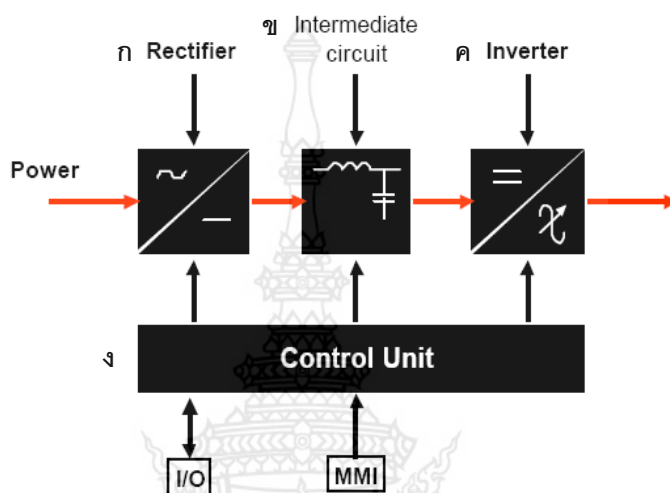 ข Intermediate
circuit
ก Rectifier
ค Inverter
Power
ง Control Unit
I/O
MMI